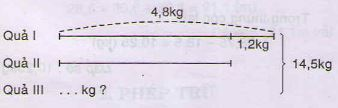 4,8kg
Quả I
1,2kg
Quả II
14,5kg
Quả III ...kg ?